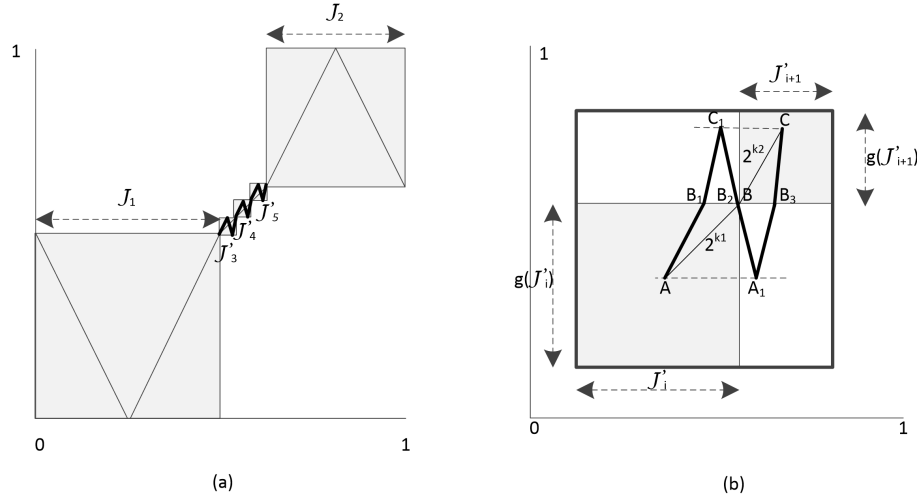 J₂
1
J₁
J'₃
J'₄
J'₅
0
1
(a)
1
J'ᵢ₊₁
C₁
C
2ᵏ²
g(J'ᵢ₊₁)
B₁
B₂
B
B₃
2ᵏ¹
g(J'ᵢ)
A
A₁
J'ᵢ
0
1
(b)